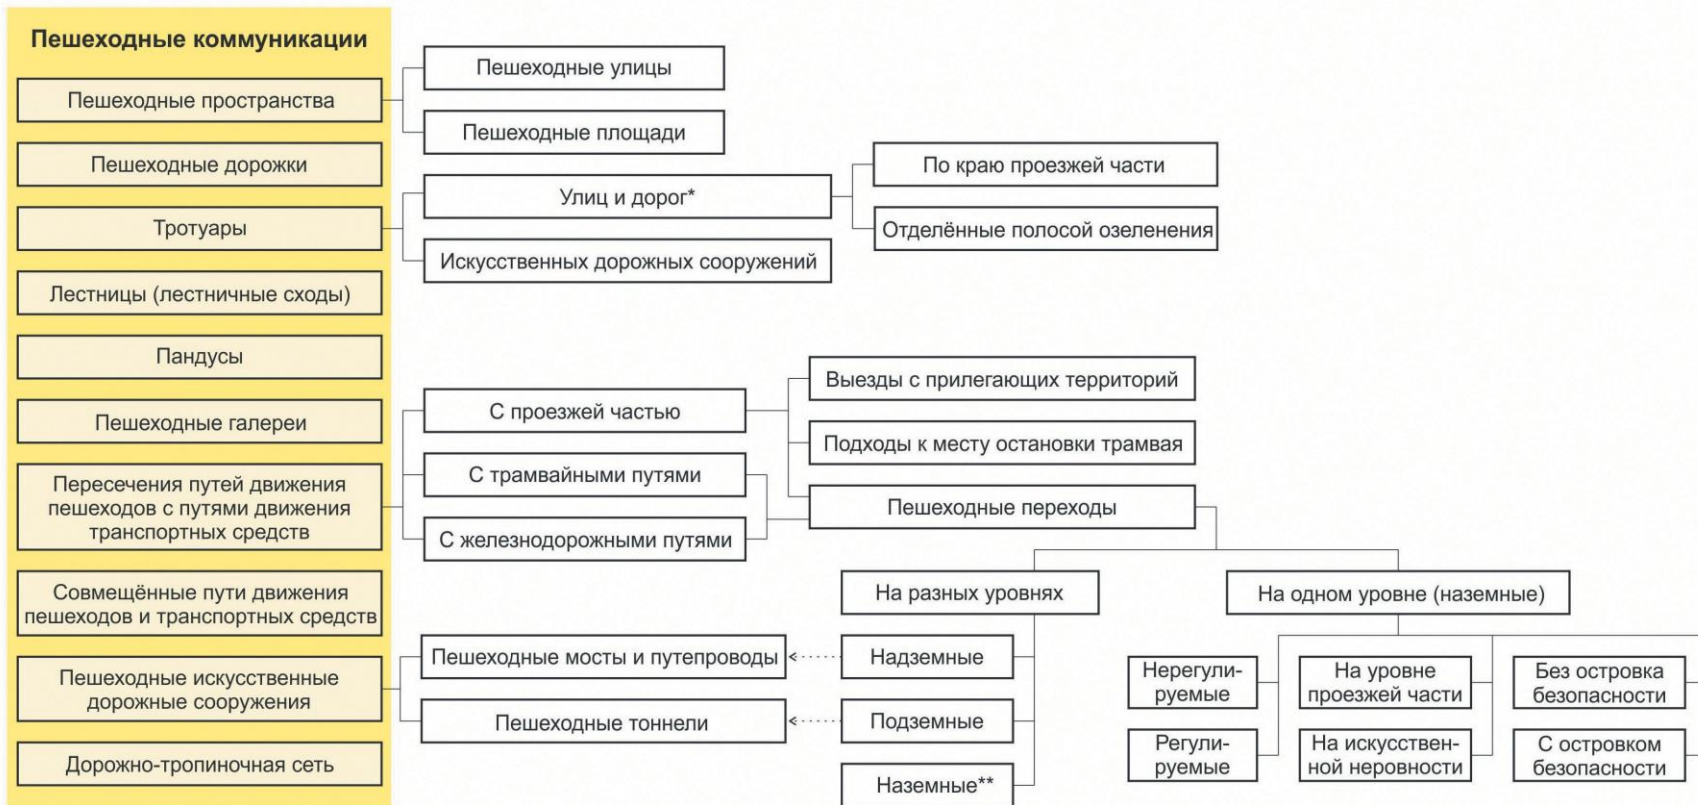 Пешеходные коммуникации
Пешеходные пространства
Пешеходные дорожки
Тротуары
Лестницы (лестничные сходы)
Пандусы
Пешеходные галереи
Пересечения путей движения
пешеходов с путями движения
транспортных средств
Совмещённые пути движения
пешеходов и транспортных средств
Пешеходные искусственные
дорожные сооружения
Дорожно-тропиночная сеть
Пешеходные улицы
Пешеходные площади
Улиц и дорог*
Искусственных дорожных сооружений
По краю проезжей части
Отделённые полосой озеленения
С проезжей частью
С трамвайными путями
С железнодорожными путями
Выезды с прилегающих территорий
Подходы к месту остановки трамвая
Пешеходные переходы
На разных уровнях
На одном уровне (наземные)
Пешеходные мосты и путепроводы
Пешеходные тоннели
Надземные
Подземные
Наземные**
Нерегули-
руемые
Регули-
руемые
На уровне
проезжей части
На искусствен-
ной неровности
Без островка
безопасности
С островком
безопасности